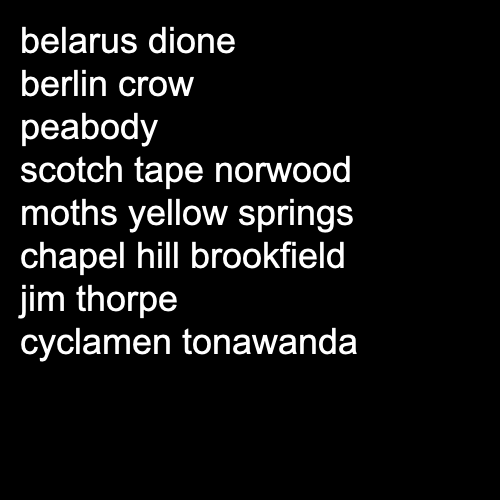 belarus dione
berlin crow
peabody
scotch tape norwood
moths yellow springs
chapel hill brookfield
jim thorpe
cyclamen tonawanda